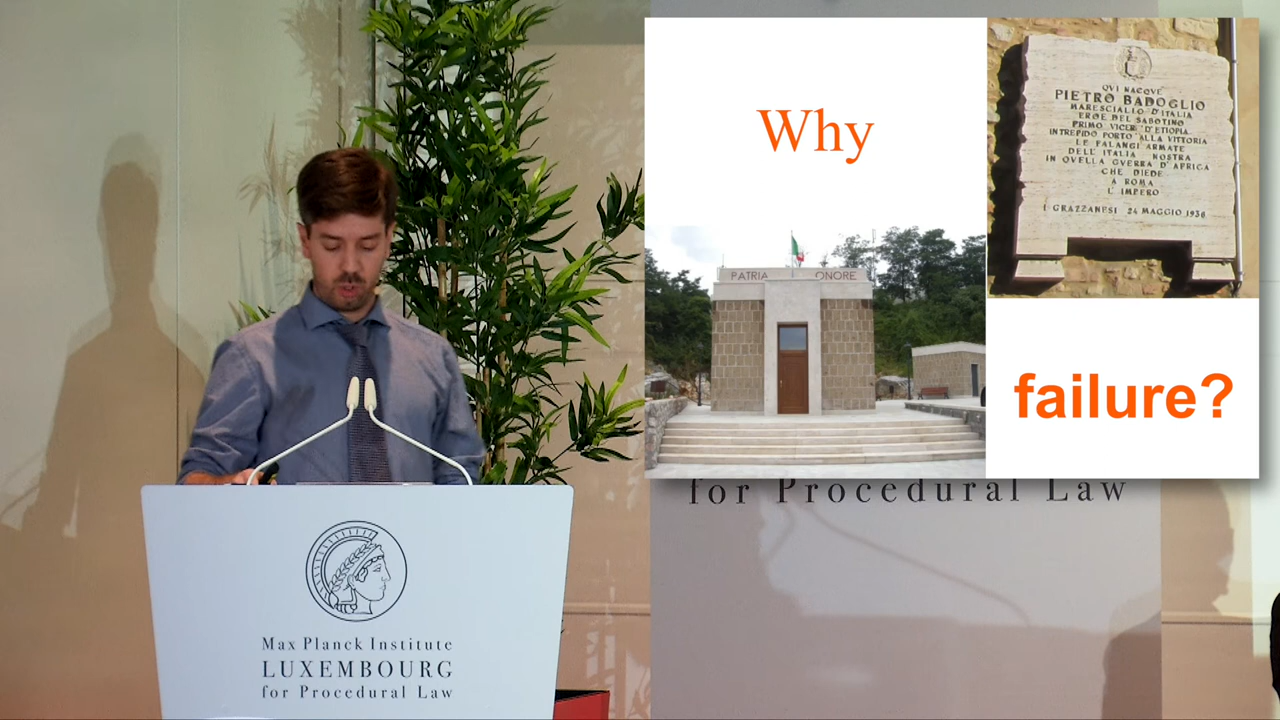 Why
PATRIA ONORE
QVI NACQVE
PIETRO BADOGLIO
MARESCIALLO D'ITALIA
EROE DEL SABOTINO
PRIMO VICERE D'ETIOPIA
INTREPIDO PORTO ALLA VITTORIA
LE FALANGI ARMATE
DELL'ITALIA NOSTRA
IN QVELLA GVERRA D'AFRICA
CHE DIEDE
A ROMA
L'IMPERO
I GRAZZANESI 24 MAGGIO 1936
failure?
for Procedural Law
Max Planck Institute
LUXEMBOURG
for Procedural Law